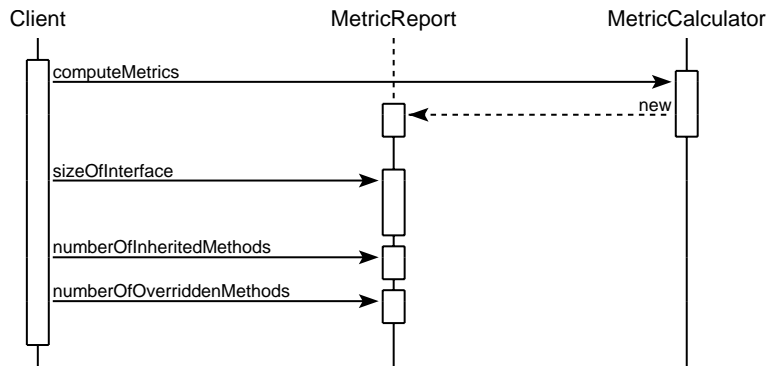 Client MetricReport MetricCalculator
computeMetrics
new
sizeOfInterface
numberOfInheritedMethods
numberOfOverriddenMethods